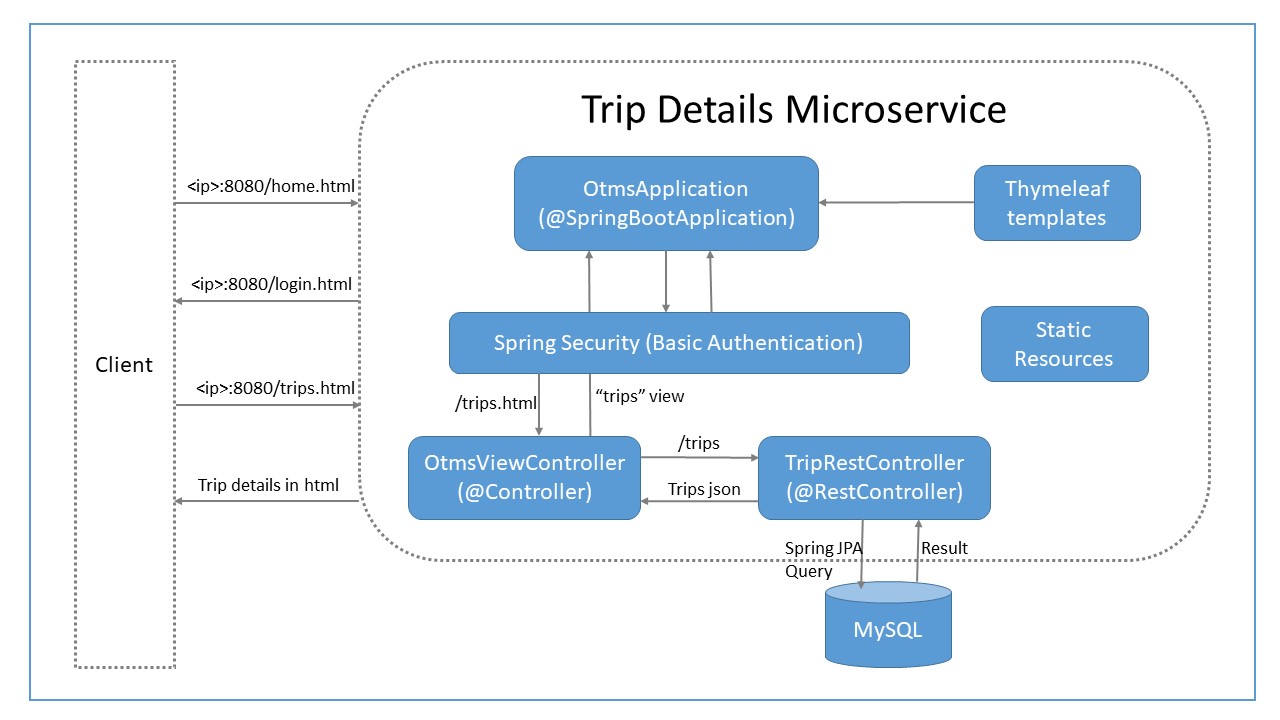 Trip Details Microservice
<ip>:8080/home.html
OtmsApplication
(@SpringBootApplication)
Thymeleaf
templates
<ip>:8080/login.html
Spring Security (Basic Authentication)
Static
Resources
Client
<ip>:8080/trips.html
/trips.html
“trips” view
OtmsViewController
(@Controller)
/trips
Trips json
TripRestController
(@RestController)
Trip details in html
Spring JPA
Query
Result
MySQL